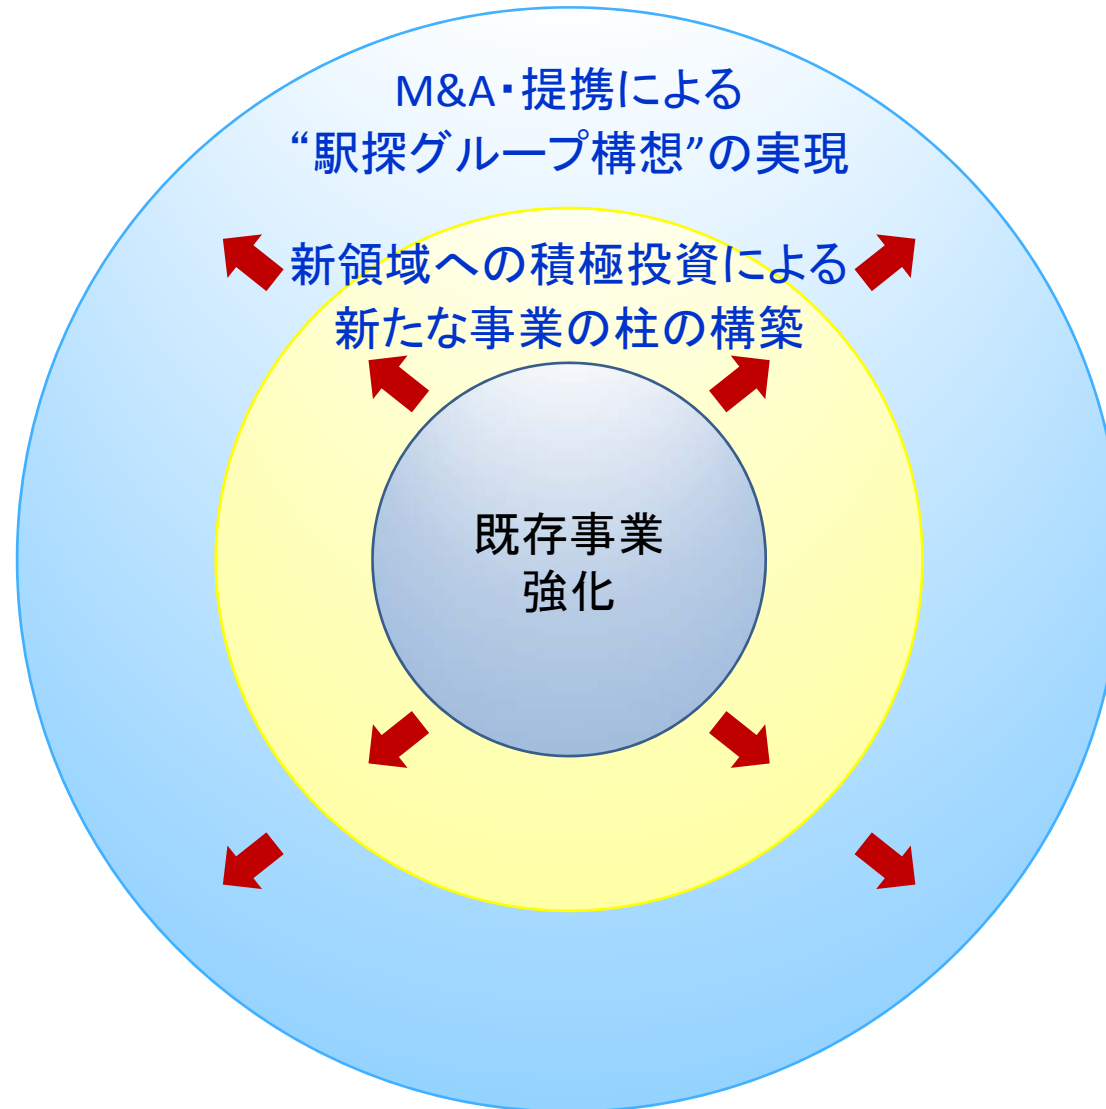 M&A・提携による
“駅探グループ構想”の実現
新領域への積極投資による
新たな事業の柱の構築
既存事業
強化